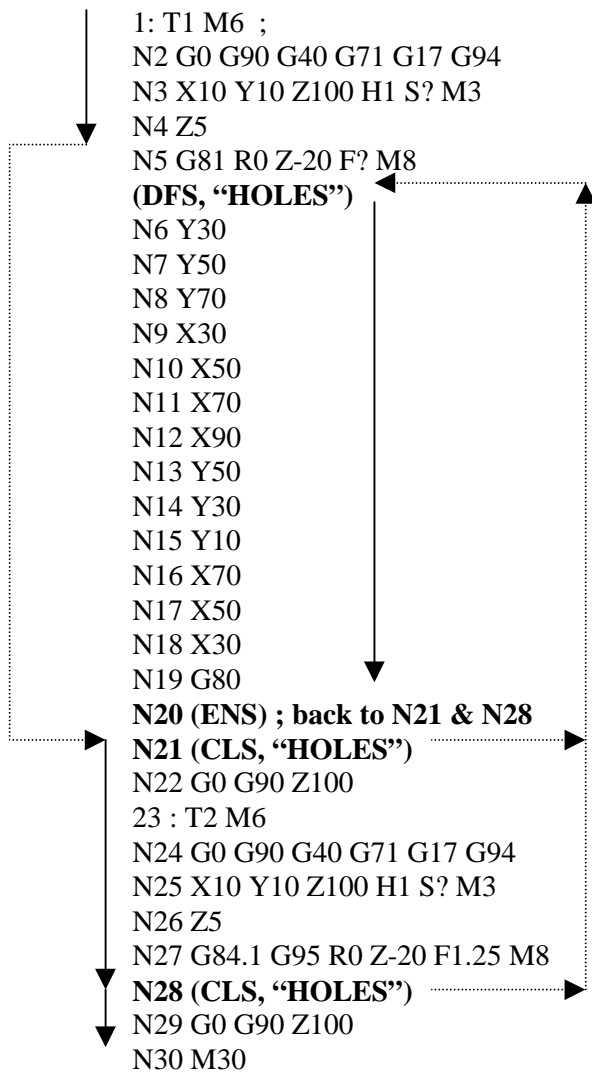 1: T1 M6 ;
N2 G0 G90 G40 G71 G17 G94
N3 X10 Y10 Z100 H1 S? M3
N4 Z5
N5 G81 R0 Z-20 F? M8
(DFS, “HOLES”)
N6 Y30
N7 Y50
N8 Y70
N9 X30
N10 X50
N11 X70
N12 X90
N13 Y50
N14 Y30
N15 Y10
N16 X70
N17 X50
N18 X30
N19 G80
N20 (ENS) ; back to N21 & N28
N21 (CLS, “HOLES”)
N22 G0 G90 Z100
23 : T2 M6
N24 G0 G90 G40 G71 G17 G94
N25 X10 Y10 Z100 H1 S? M3
N26 Z5
N27 G84.1 G95 R0 Z-20 F1.25 M8
N28 (CLS, “HOLES”)
N29 G0 G90 Z100
N30 M30